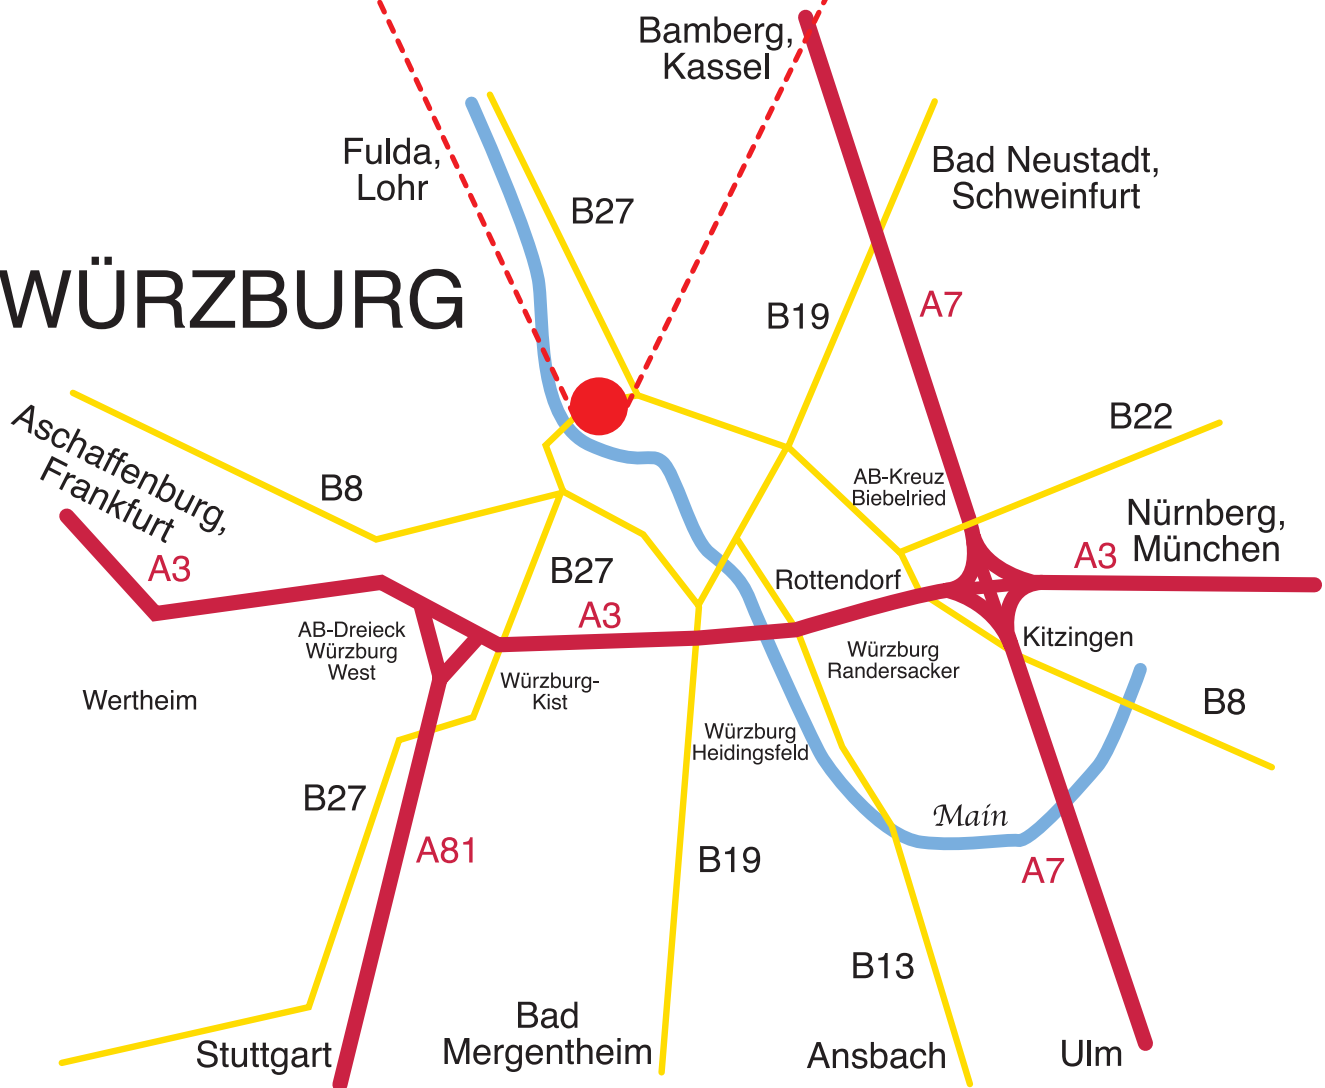 Bamberg,
Kassel
Fulda,
Lohr
Bad Neustadt,
Schweinfurt
B27
WÜRZBURG
B19
A7
Aschaffenburg,
Frankfurt
B22
B8
AB-Kreuz
Biebelried
Nürnberg,
München
A3
A3
B27
Rottendorf
A3
AB-Dreieck
Würzburg
West
Kitzingen
Würzburg
Randersacker
Wertheim
Würzburg-
Kist
B8
Würzburg
Heidingsfeld
B27
Main
A81
B19
A7
B13
Bad
Mergentheim
Stuttgart
Ansbach
Ulm